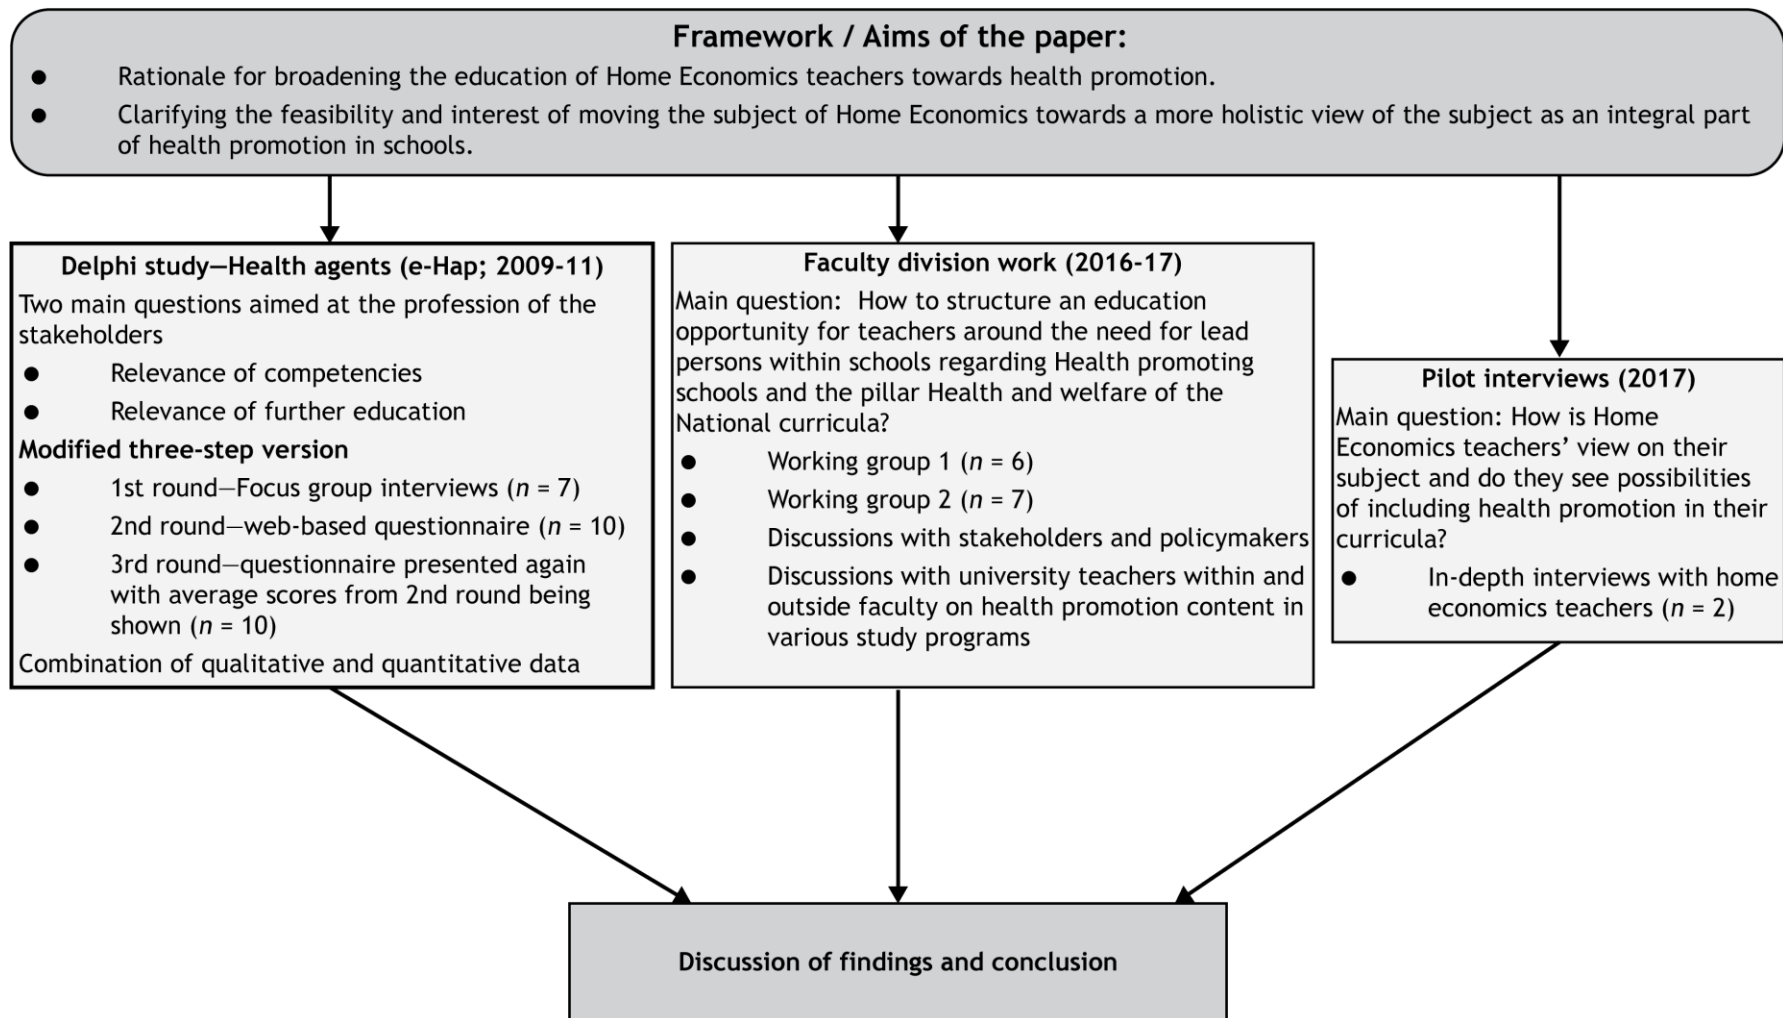 Framework / Aims of the paper:
● Rationale for broadening the education of Home Economics teachers towards health promotion.
● Clarifying the feasibility and interest of moving the subject of Home Economics towards a more holistic view of the subject as an integral part
of health promotion in schools.
Delphi study—Health agents (e-Hap; 2009-11)
Two main questions aimed at the profession of the
stakeholders
● Relevance of competencies
● Relevance of further education
Modified three-step version
● 1st round—Focus group interviews (n = 7)
● 2nd round—web-based questionnaire (n = 10)
● 3rd round—questionnaire presented again
with average scores from 2nd round being
shown (n = 10)
Combination of qualitative and quantitative data
Faculty division work (2016-17)
Main question: How to structure an education
opportunity for teachers around the need for lead
persons within schools regarding Health promoting
schools and the pillar Health and welfare of the
National curricula?
● Working group 1 (n = 6)
● Working group 2 (n = 7)
● Discussions with stakeholders and policymakers
● Discussions with university teachers within and
outside faculty on health promotion content in
various study programs
Pilot interviews (2017)
Main question: How is Home
Economics teachers’ view on their
subject and do they see possibilities
of including health promotion in their
curricula?
● In-depth interviews with home
economics teachers (n = 2)
Discussion of findings and conclusion